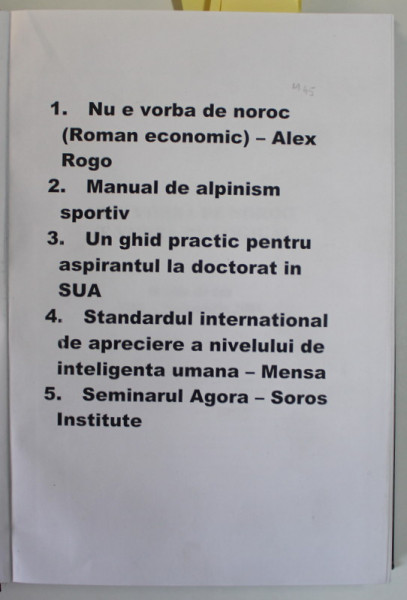 1. Nu e vorba de noroc
(Roman economic) – Alex
Rogo
2. Manual de alpinism
sportiv
3. Un ghid practic pentru
aspirantul la doctorat in
SUA
4. Standardul international
de apreciere a nivelului de
inteligenta umana – Mensa
5. Seminarul Agora – Soros
Institute